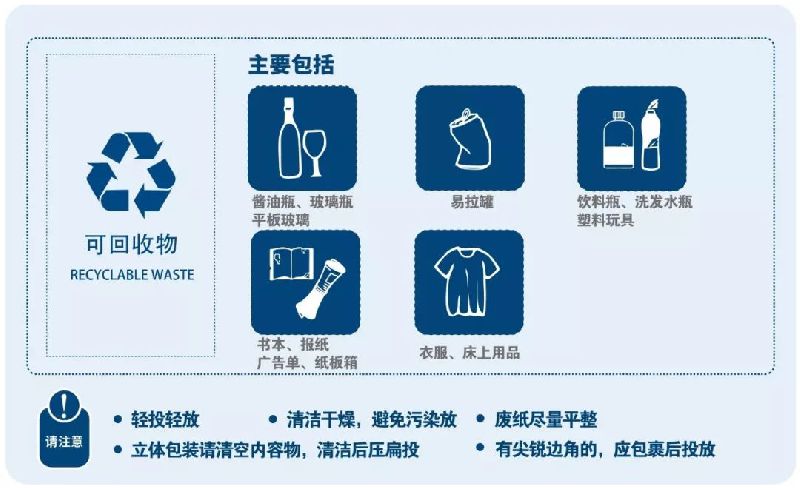 主要包括
可回收物
RECYCLABLE WASTE
酱油瓶、玻璃瓶
平板玻璃
易拉罐
饮料瓶、洗发水瓶
塑料玩具
书本、报纸
广告单、纸板箱
衣服、床上用品
请注意
轻投轻放
清洁干燥，避免污染放
废纸尽量平整
立体包装请清空内容物，清洁后压扁投
有尖锐边角的，应包裹后投放